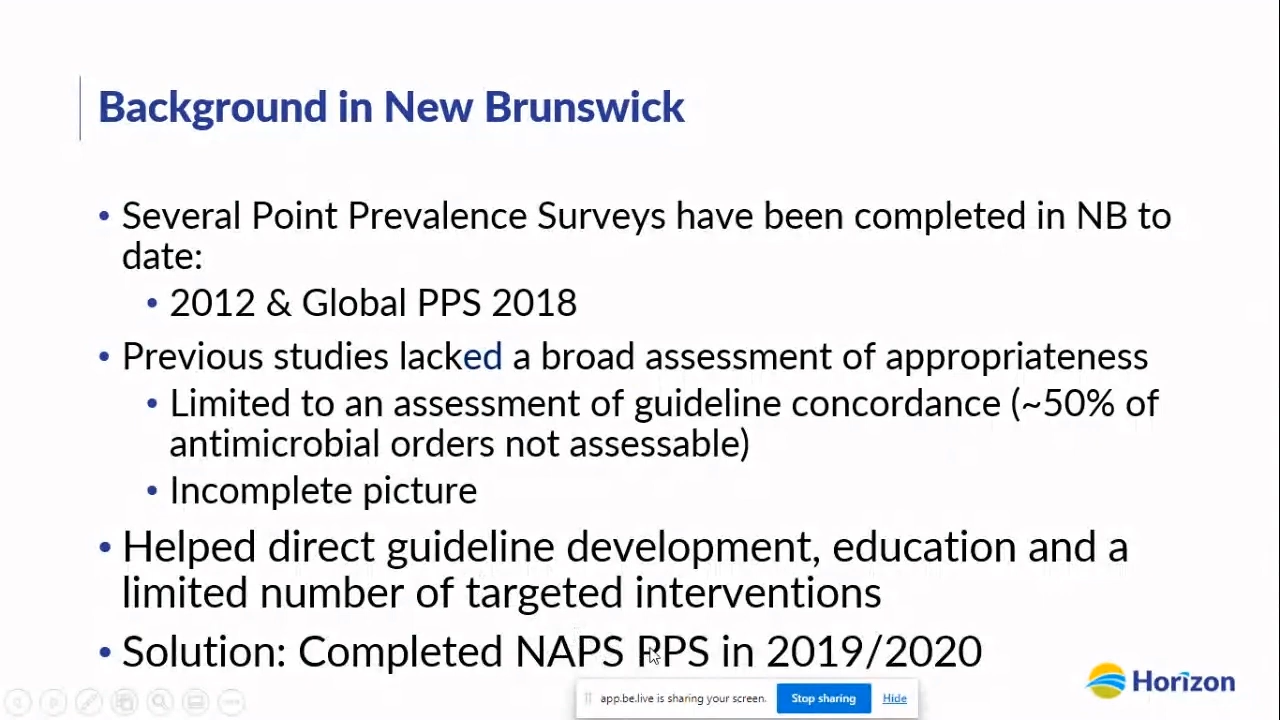 Background in New Brunswick
• Several Point Prevalence Surveys have been completed in NB to
date:
• 2012 & Global PPS 2018
• Previous studies lacked a broad assessment of appropriateness
• Limited to an assessment of guideline concordance (~50% of
antimicrobial orders not assessable)
• Incomplete picture
• Helped direct guideline development, education and a
limited number of targeted interventions
• Solution: Completed NAPS PPS in 2019/2020
Horizon
app.be.live is sharing your screen. Stop sharing Hide